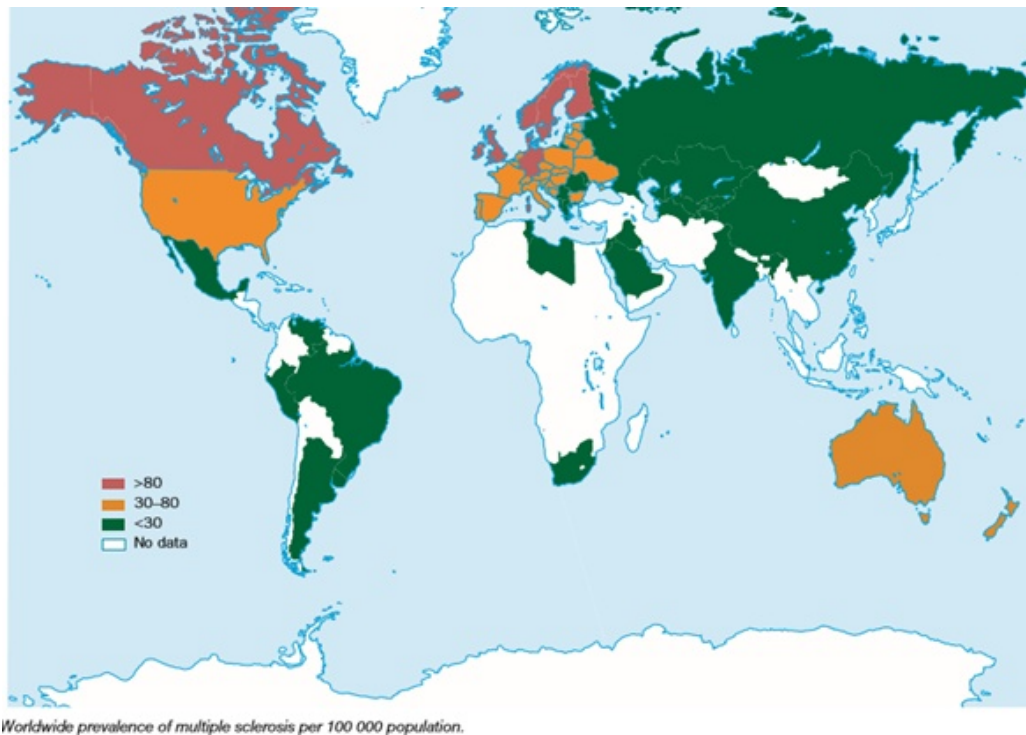 >80
30–80
<30
No data
Worldwide prevalence of multiple sclerosis per 100 000 population.